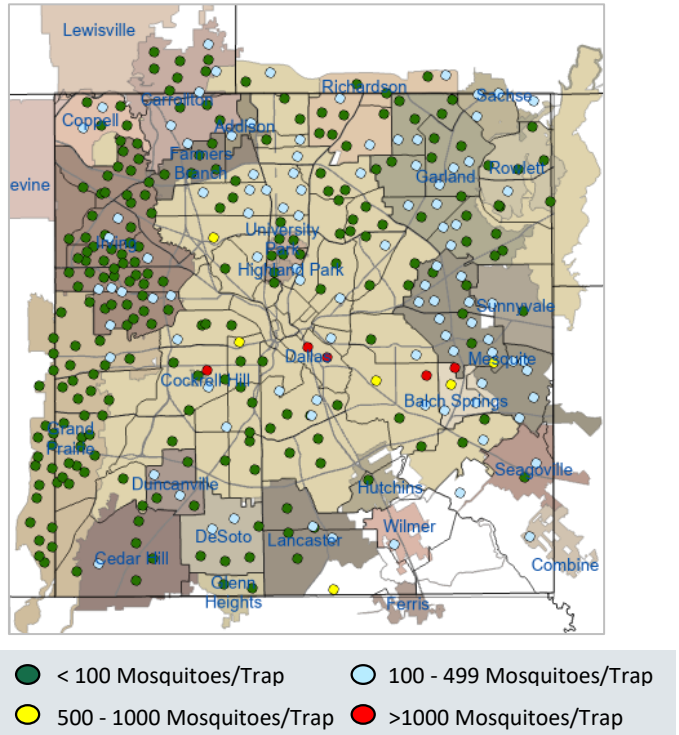 Lewisville
Richardson
Carrollton
Sachse
Coppell
Addison
Farmers
Branch
Rowlett
Garland
evine
University
Park
Irving
Highland Park
Sunnyvale
Dallas
Mesquite
Cockrell Hill
Balch Springs
Grand
Prairie
Seagoville
Duncanville
Hutchins
Wilmer
DeSoto
Lancaster
Cedar Hill
Combine
Glenn
Heights
Ferris
< 100 Mosquitoes/Trap
100 - 499 Mosquitoes/Trap
500 - 1000 Mosquitoes/Trap
>1000 Mosquitoes/Trap